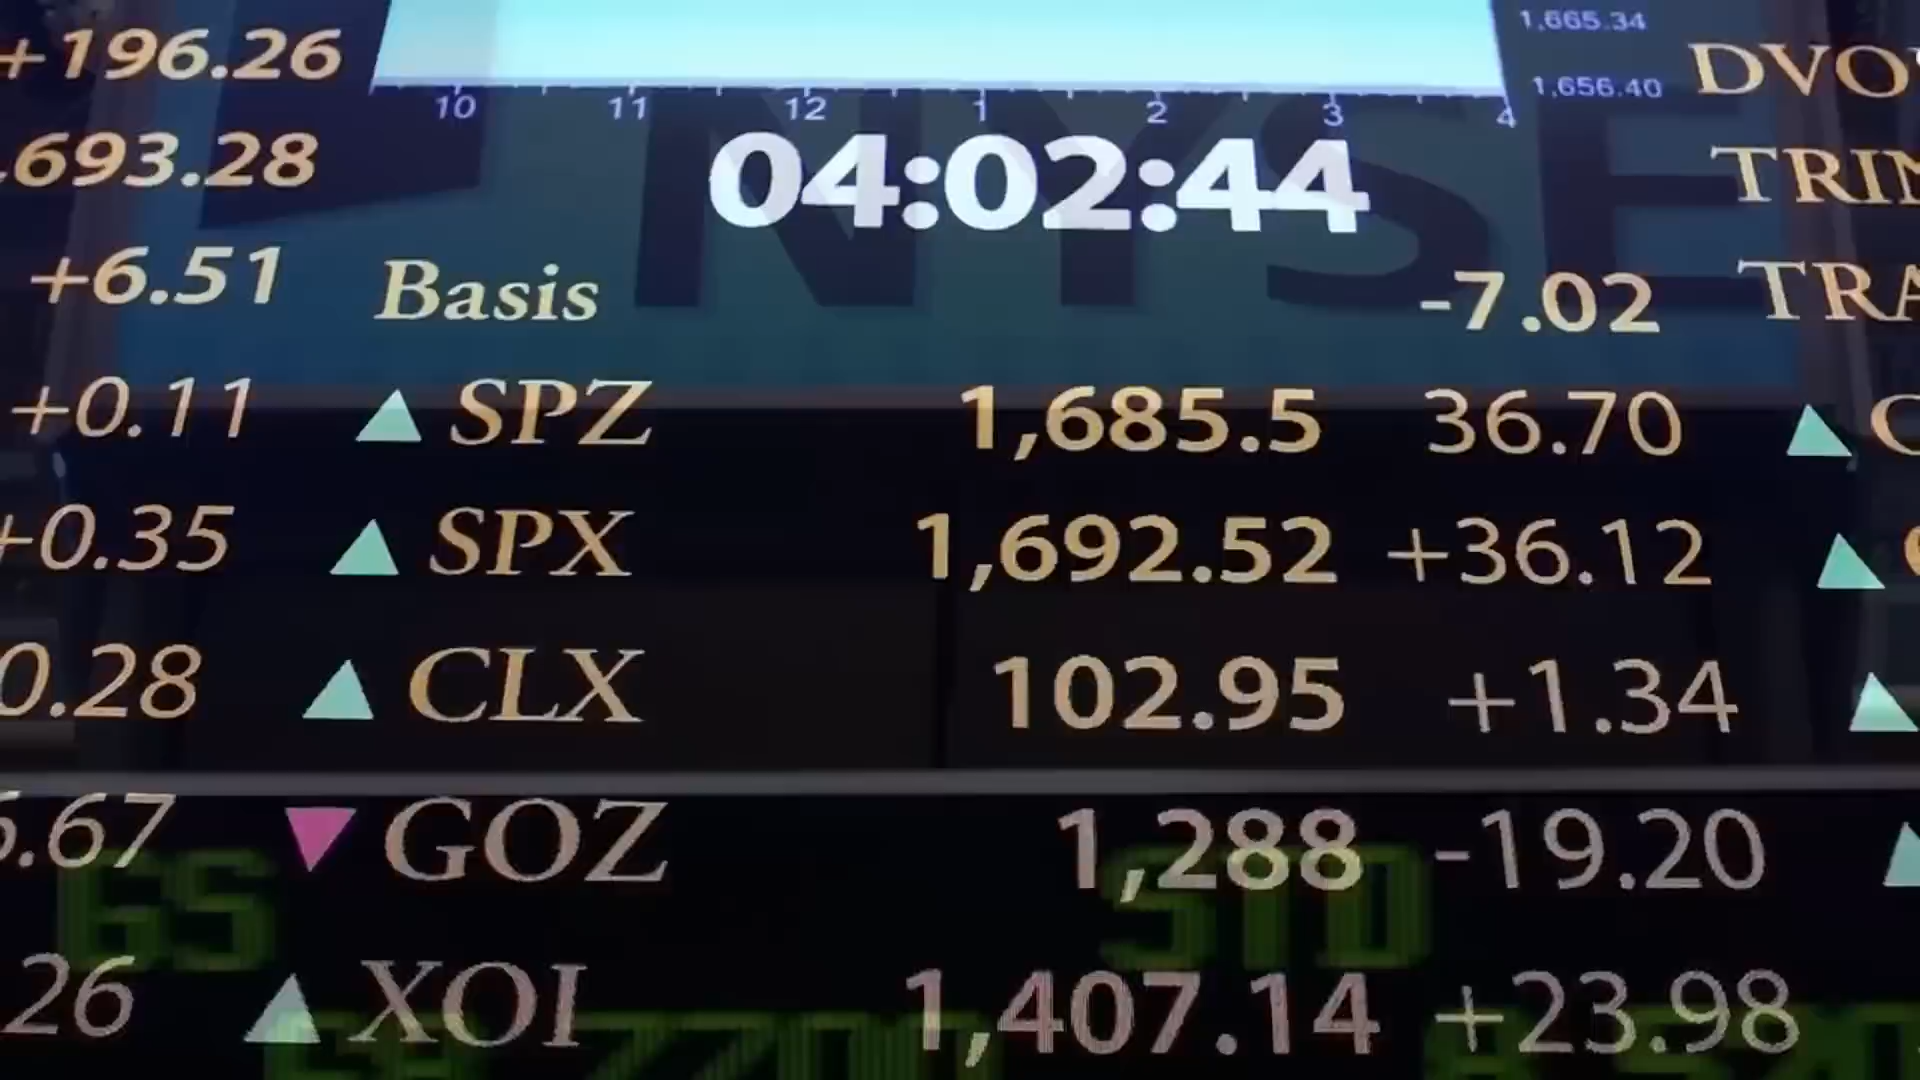 1,665.34
+196.26
1,656.40
10 11 12 1 2 3 4
NYSE
693.28
04:02:44
+6.51 Basis -7.02
+0.11 SPZ 1,685.5 36.70
+0.35 SPX 1,692.52 +36.12
0.28 CLX 102.95 +1.34
.67 GOZ 1,288 -19.20
26 XOI 1,407.14 +23.98